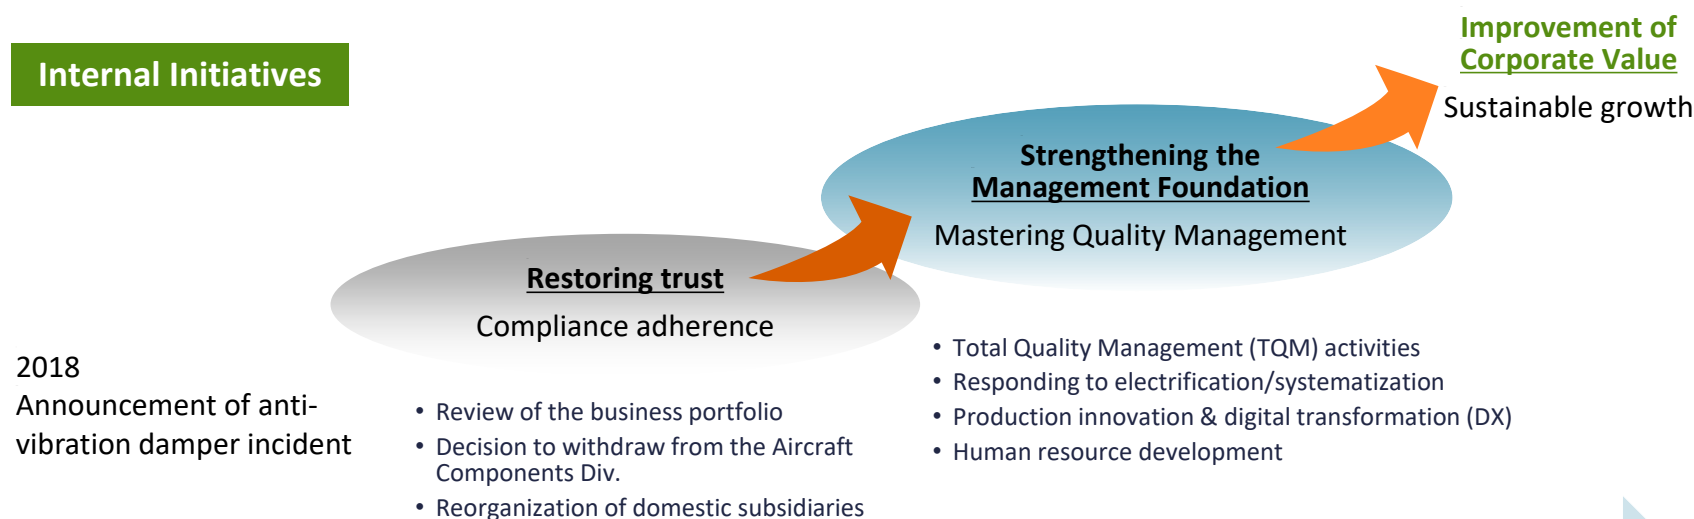 Internal Initiatives
Improvement of
Corporate Value
Sustainable growth
Strengthening the
Management Foundation
Mastering Quality Management
Restoring trust
Compliance adherence
2018
Announcement of anti-
vibration damper incident
• Review of the business portfolio
• Decision to withdraw from the Aircraft
Components Div.
• Reorganization of domestic subsidiaries
• Total Quality Management (TQM) activities
• Responding to electrification/systematization
• Production innovation & digital transformation (DX)
• Human resource development